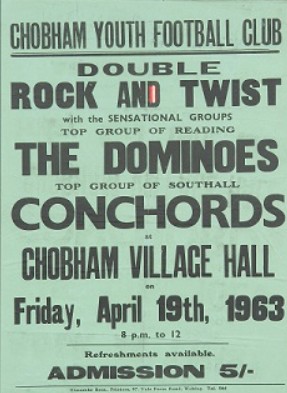 CHOBHAM YOUTH FOOTBALL CLUB
DOUBLE
ROCK AND TWIST
with the SENSATIONAL GROUPS
TOP GROUP OF READING
THE DOMINOES
TOP GROUP OF SOUTHALL
CONCHORDS
at
CHOBHAM VILLAGE HALL
on
Friday, April 19th, 1963
8 p.m. to 12
Refreshments available.
ADMISSION 5/-